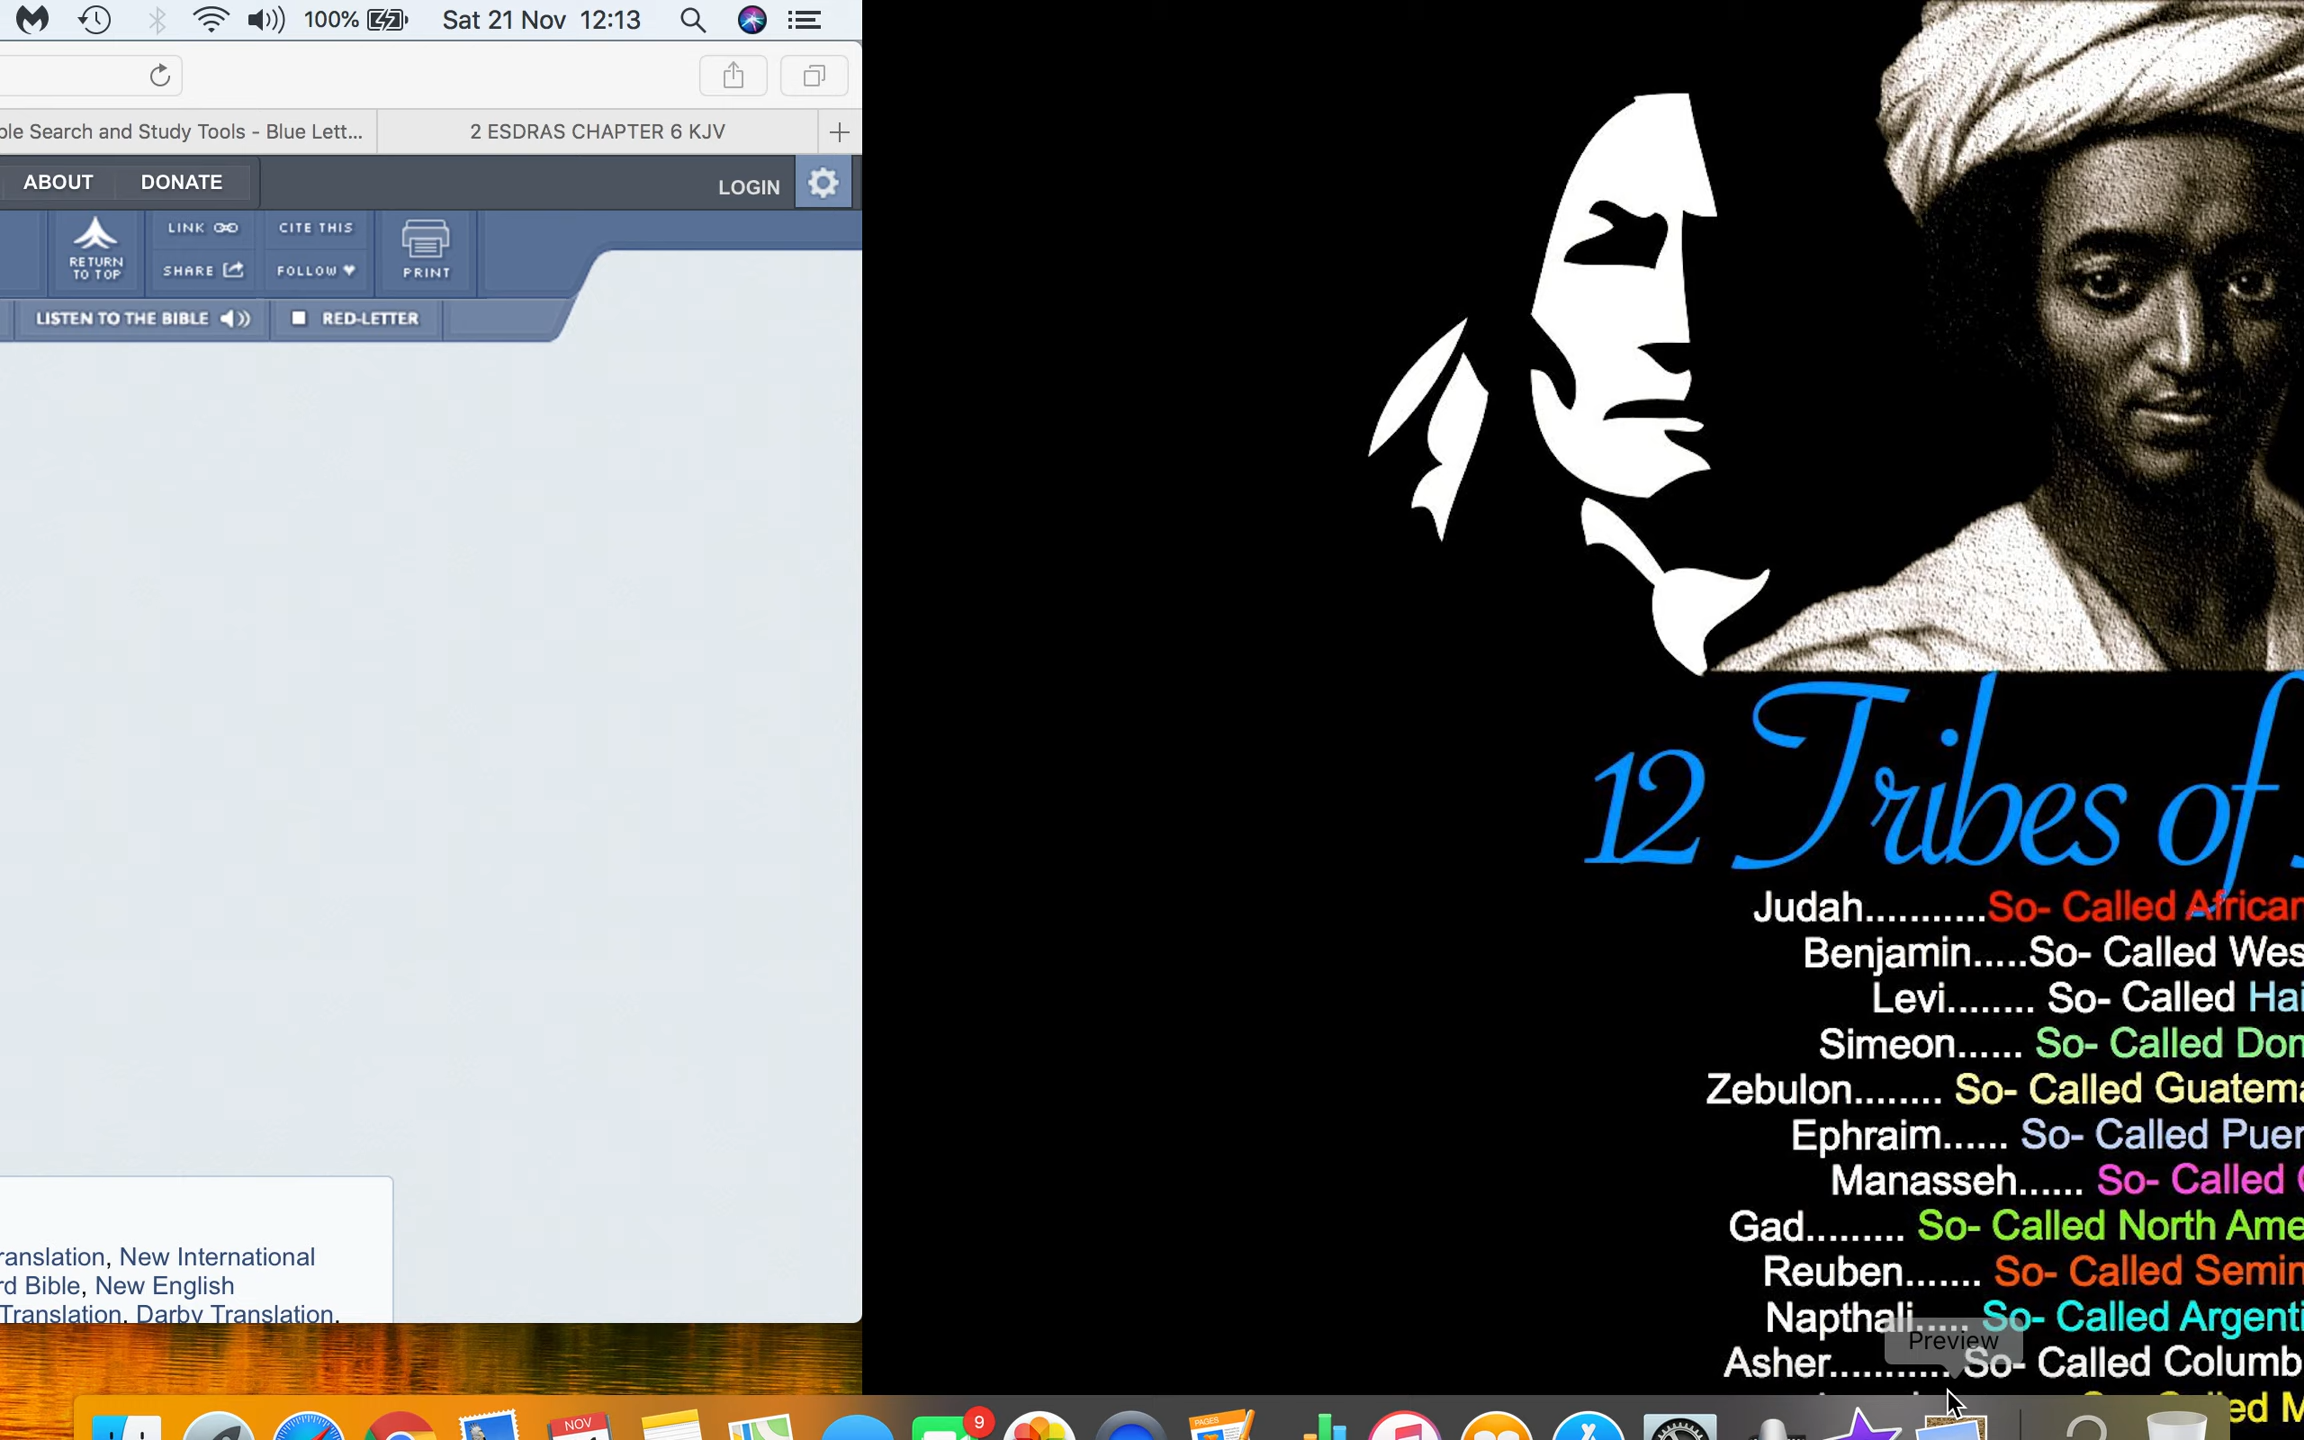 100% Sat 21 Nov 12:13
ble Search and Study Tools - Blue Lett... 2 ESDRAS CHAPTER 6 KJV
ABOUT DONATE LOGIN
RETURN TO TOP LINK CITE THIS PRINT
SHARE FOLLOW
LISTEN TO THE BIBLE RED-LETTER
ranslation, New International
rd Bible, New English
Translation, Darby Translation,
12 Tribes of
Judah...........So- Called African
Benjamin.....So- Called Wes
Levi........ So- Called Hai
Simeon...... So- Called Dom
Zebulon........ So- Called Guatema
Ephraim...... So- Called Puer
Manasseh...... So- Called
Gad......... So- Called North Ame
Reuben....... So- Called Semin
Napthali..... So- Called Argenti
Preview
Asher........... So- Called Columb
9
NOV
PAGES